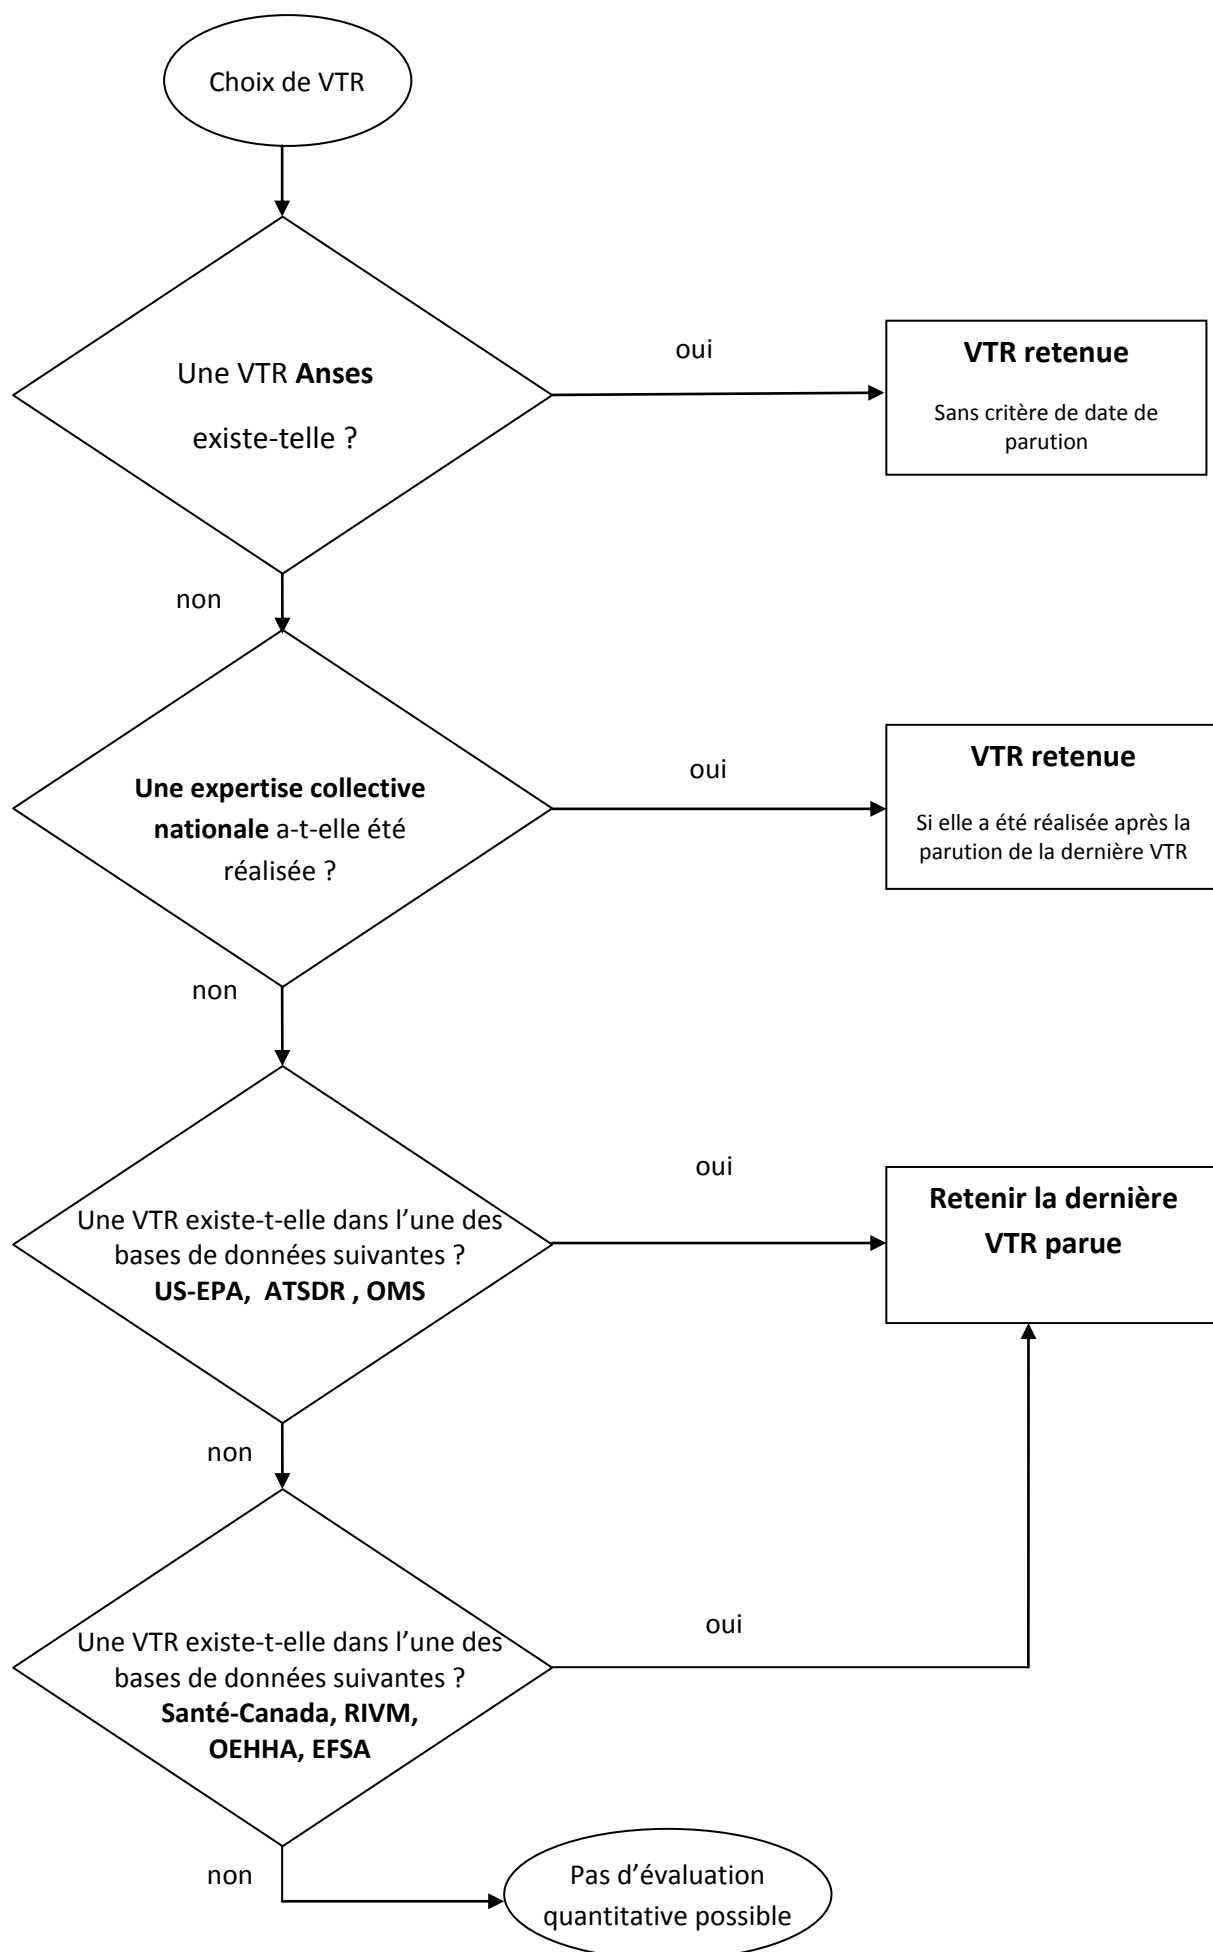 Choix de VTR
Une VTR Anses
existe-telle ?
oui
VTR retenue
Sans critère de date de
parution
non
Une expertise collective
nationale a-t-elle été
réalisée ?
oui
VTR retenue
Si elle a été réalisée après la
parution de la dernière VTR
non
Une VTR existe-t-elle dans l’une des
bases de données suivantes ?
US-EPA, ATSDR , OMS
oui
Retenir la dernière
VTR parue
non
Une VTR existe-t-elle dans l’une des
bases de données suivantes ?
Santé-Canada, RIVM,
OEHHA, EFSA
oui
non
Pas d’évaluation
quantitative possible